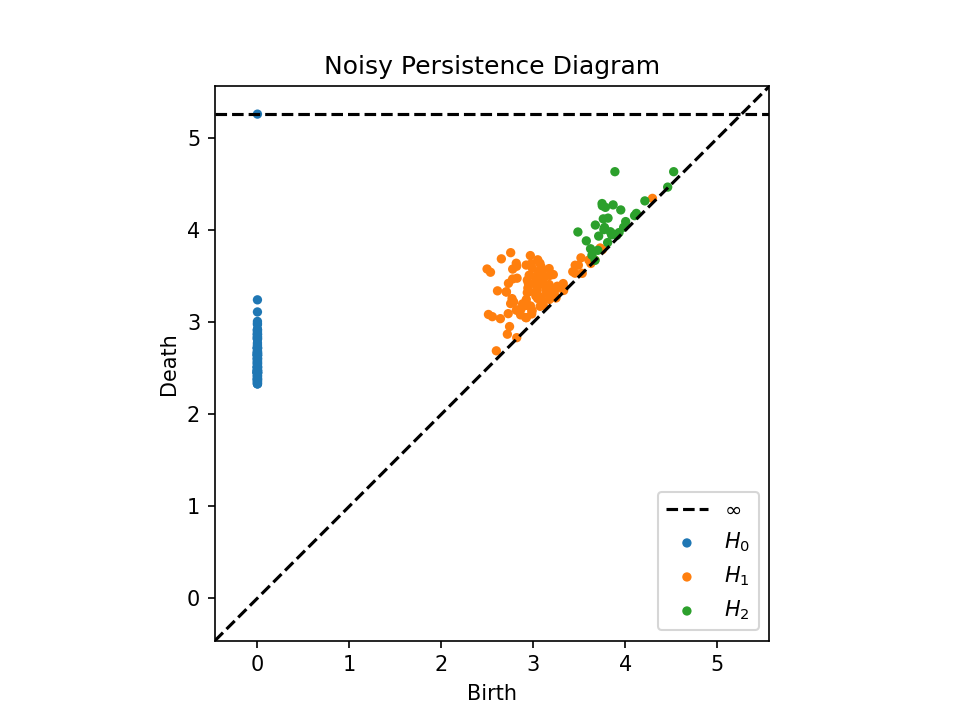 Noisy Persistence Diagram
Death
5
4
3
2
1
0
∞
H₀
H₁
H₂
0 1 2 3 4 5
Birth